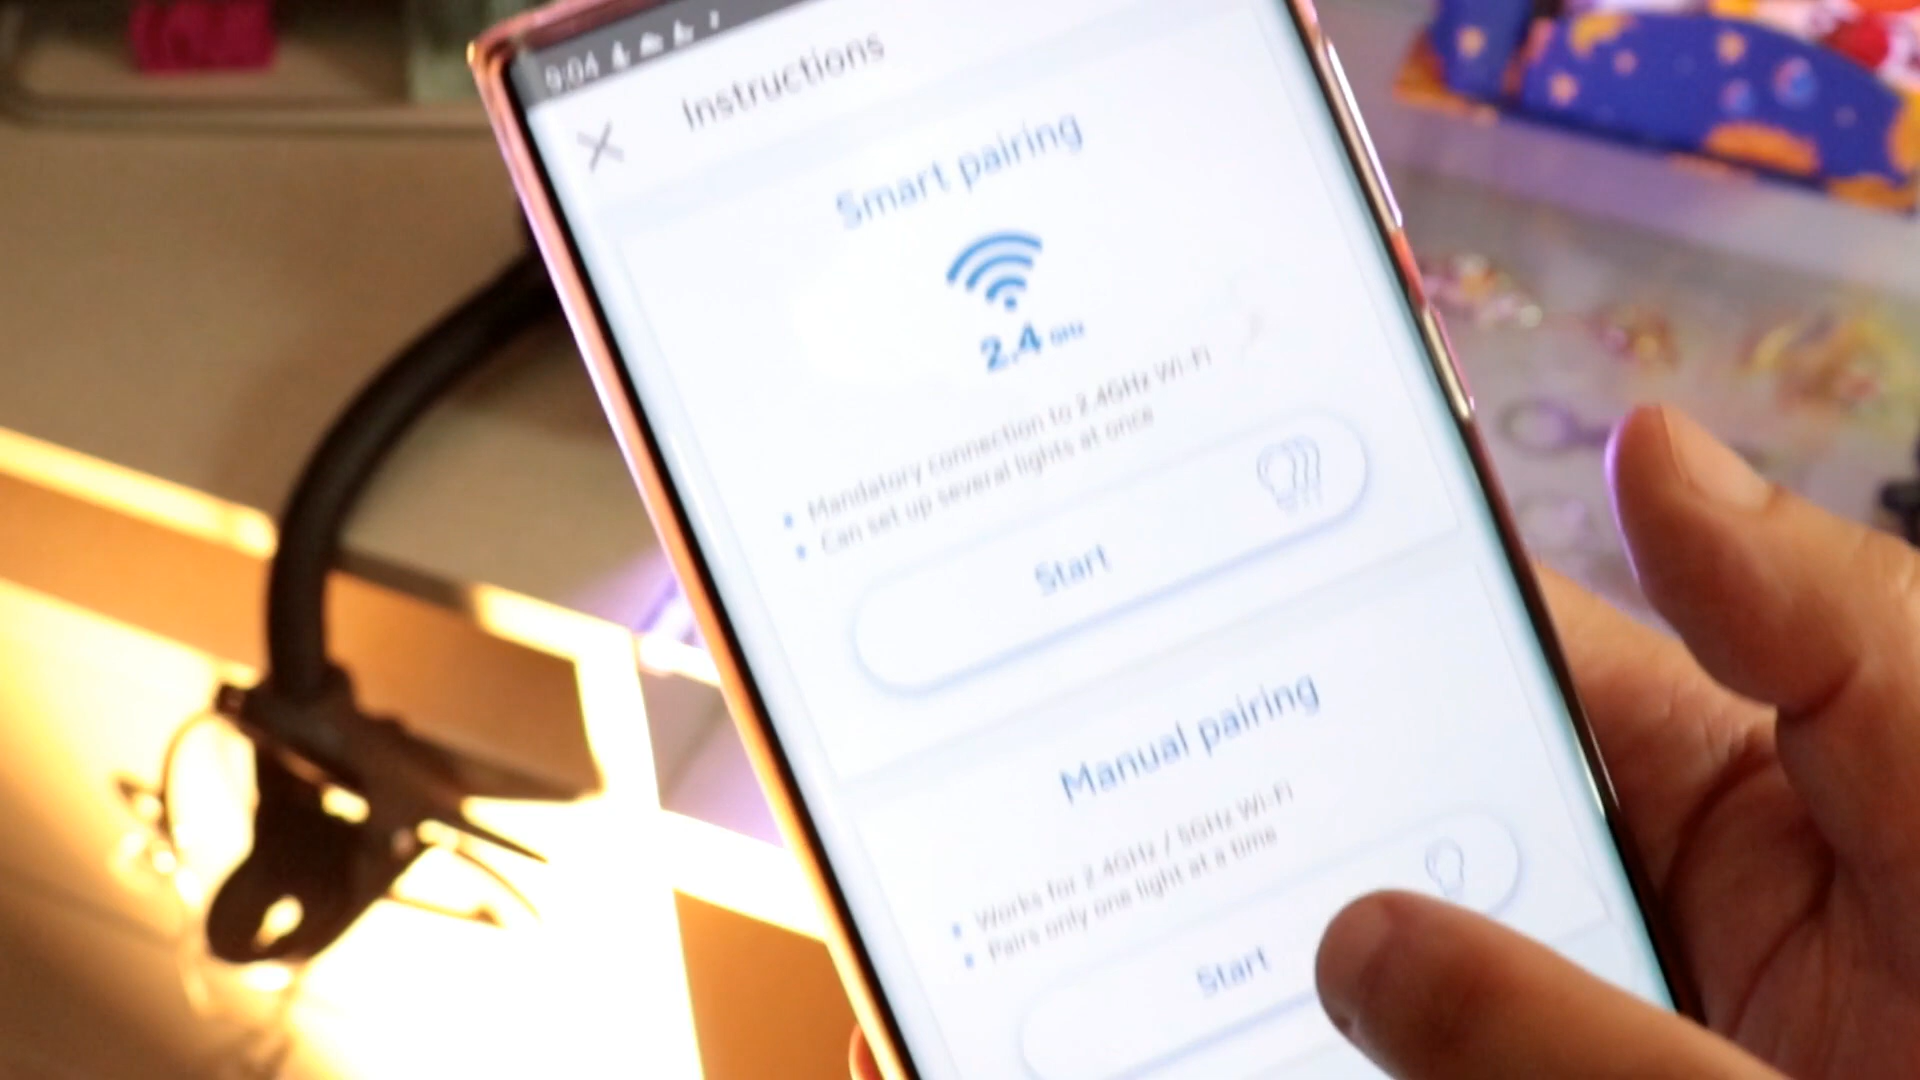 9:04
Instructions
Smart pairing
2.4 GHz
Mandatory connection to 2.4GHz Wi-Fi
Can set up several lights at once
Start
Manual pairing
Works for 2.4GHz / 5GHz Wi-Fi
Pairs only one light at a time
Start